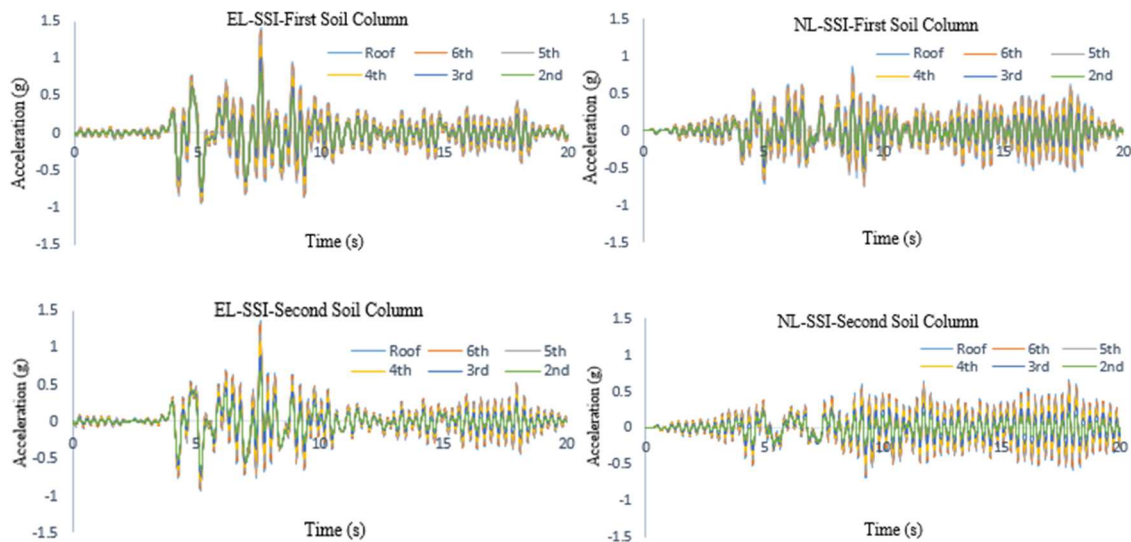 EL-SSI-First Soil Column
1.5
1
0.5
0
-0.5
-1
-1.5
Acceleration (g)
Roof 6th 5th
4th 3rd 2nd
0 5 10 15 20
Time (s)
NL-SSI-First Soil Column
1.5
1
0.5
0
-0.5
-1
-1.5
Acceleration (g)
Roof 6th 5th
4th 3rd 2nd
0 5 10 15 20
Time (s)
EL-SSI-Second Soil Column
1.5
1
0.5
0
-0.5
-1
-1.5
Acceleration (g)
Roof 6th 5th
4th 3rd 2nd
0 5 10 15 20
Time (s)
NL-SSI-Second Soil Column
1.5
1
0.5
0
-0.5
-1
-1.5
Acceleration (g)
Roof 6th 5th
4th 3rd 2nd
0 5 10 15 20
Time (s)